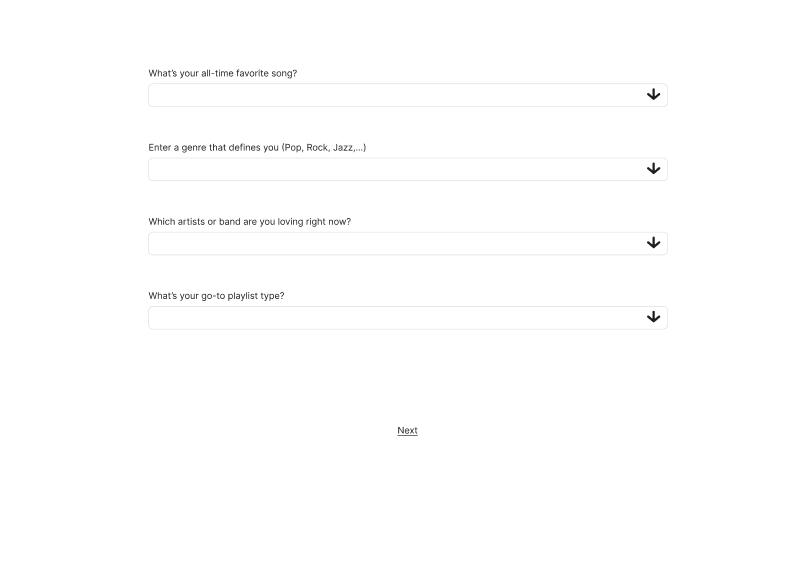 What's your all-time favorite song?
Enter a genre that defines you (Pop, Rock, Jazz,...)
Which artists or band are you loving right now?
What's your go-to playlist type?
Next